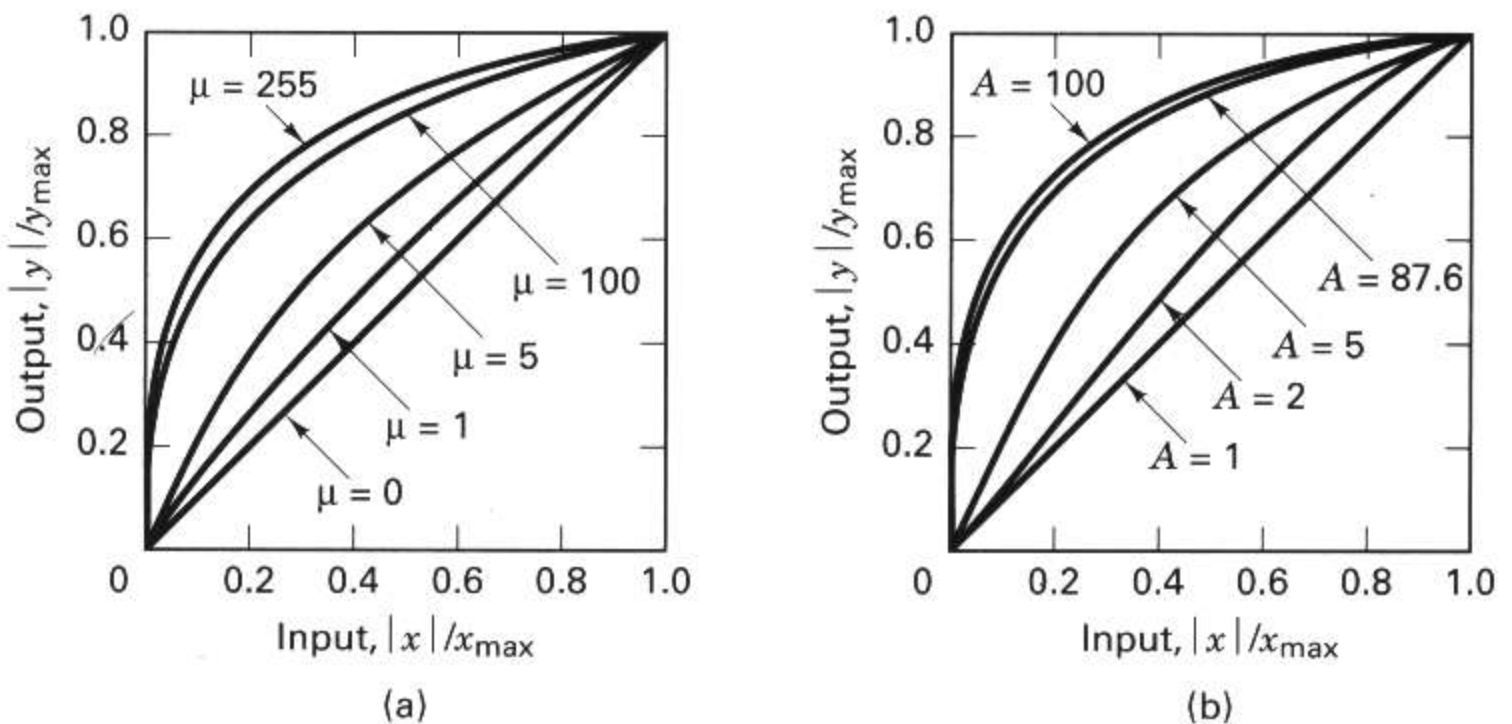 1.0
0.8
0.6
0.4
0.2
0
0.2
0.4
0.6
0.8
1.0
Output, |y|/ymax
Input, |x|/xmax
μ = 255
μ = 100
μ = 5
μ = 1
μ = 0
(a)
1.0
0.8
0.6
0.4
0.2
0
0.2
0.4
0.6
0.8
1.0
Output, |y|/ymax
Input, |x|/xmax
A = 100
A = 87.6
A = 5
A = 2
A = 1
(b)